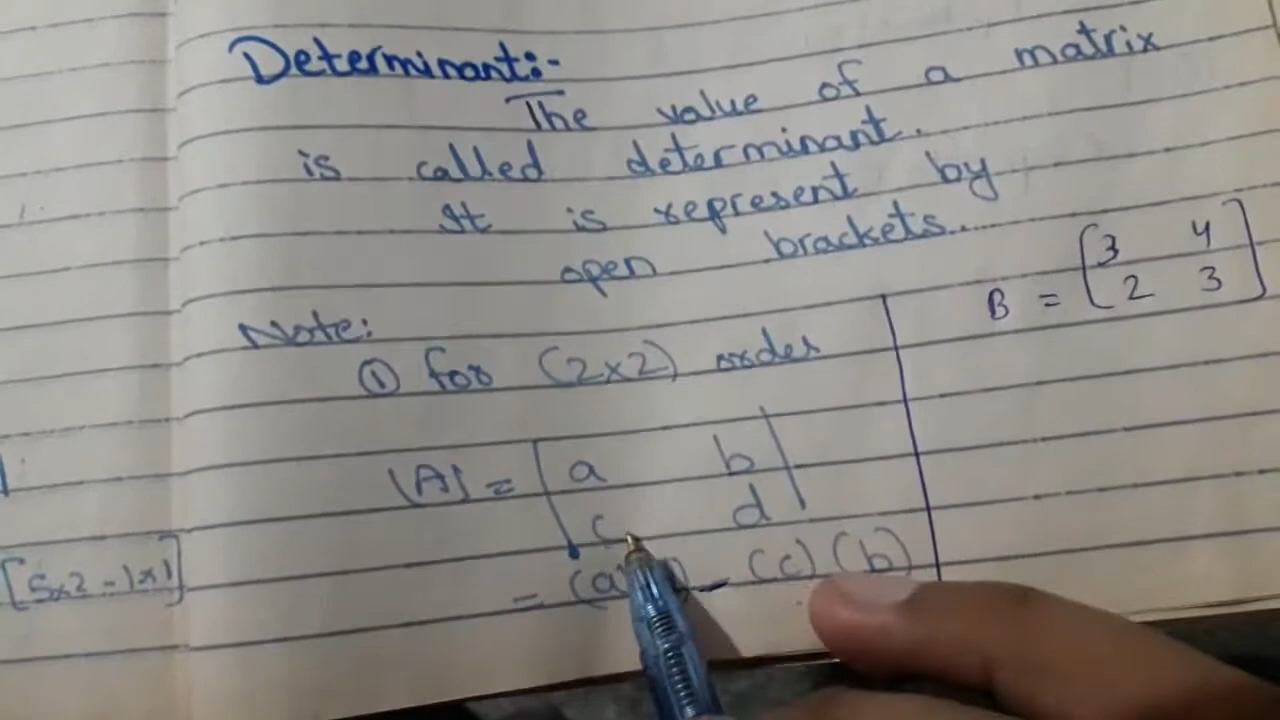 Determinant:-
The value of a matrix
is called determinant.
It is represent by
open brackets.
B = [3 4
2 3]
Note:
① for (2x2) order
|A| = | a b |
c d
= (a) - (c) (b)
[5x2 - 1x1]